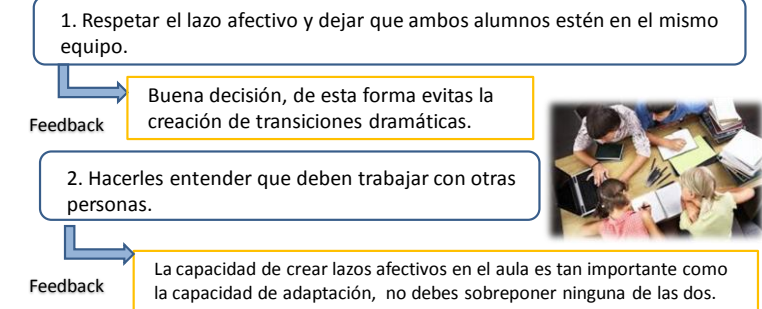 1. Respetar el lazo afectivo y dejar que ambos alumnos estén en el mismo
equipo.
Buena decisión, de esta forma evitas la
creación de transiciones dramáticas.
Feedback
2. Hacerles entender que deben trabajar con otras
personas.
La capacidad de crear lazos afectivos en el aula es tan importante como
la capacidad de adaptación, no debes sobreponer ninguna de las dos.
Feedback